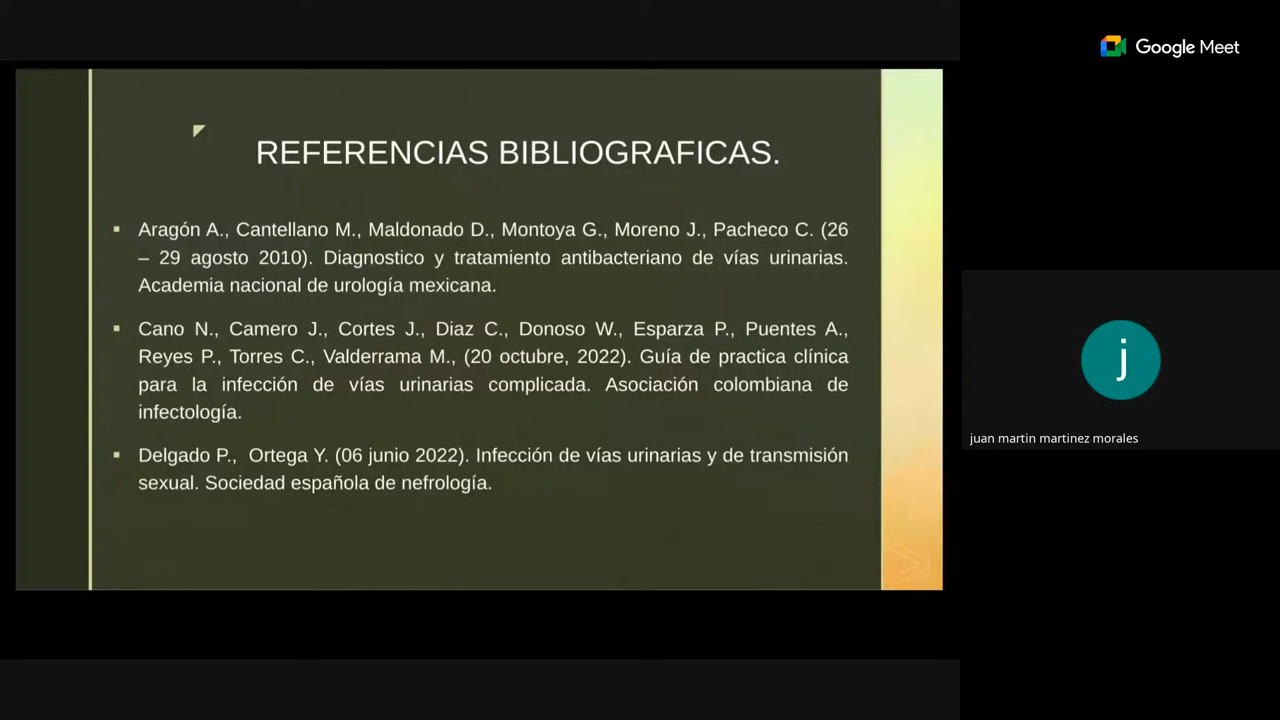 Google Meet
REFERENCIAS BIBLIOGRAFICAS.
▪ Aragón A., Cantellano M., Maldonado D., Montoya G., Moreno J., Pacheco C. (26
– 29 agosto 2010). Diagnostico y tratamiento antibacteriano de vías urinarias.
Academia nacional de urología mexicana.
▪ Cano N., Camero J., Cortes J., Diaz C., Donoso W., Esparza P., Puentes A.,
Reyes P., Torres C., Valderrama M., (20 octubre, 2022). Guía de practica clínica
para la infección de vías urinarias complicada. Asociación colombiana de
infectología.
▪ Delgado P., Ortega Y. (06 junio 2022). Infección de vías urinarias y de transmisión
sexual. Sociedad española de nefrología.
j
juan martin martinez morales